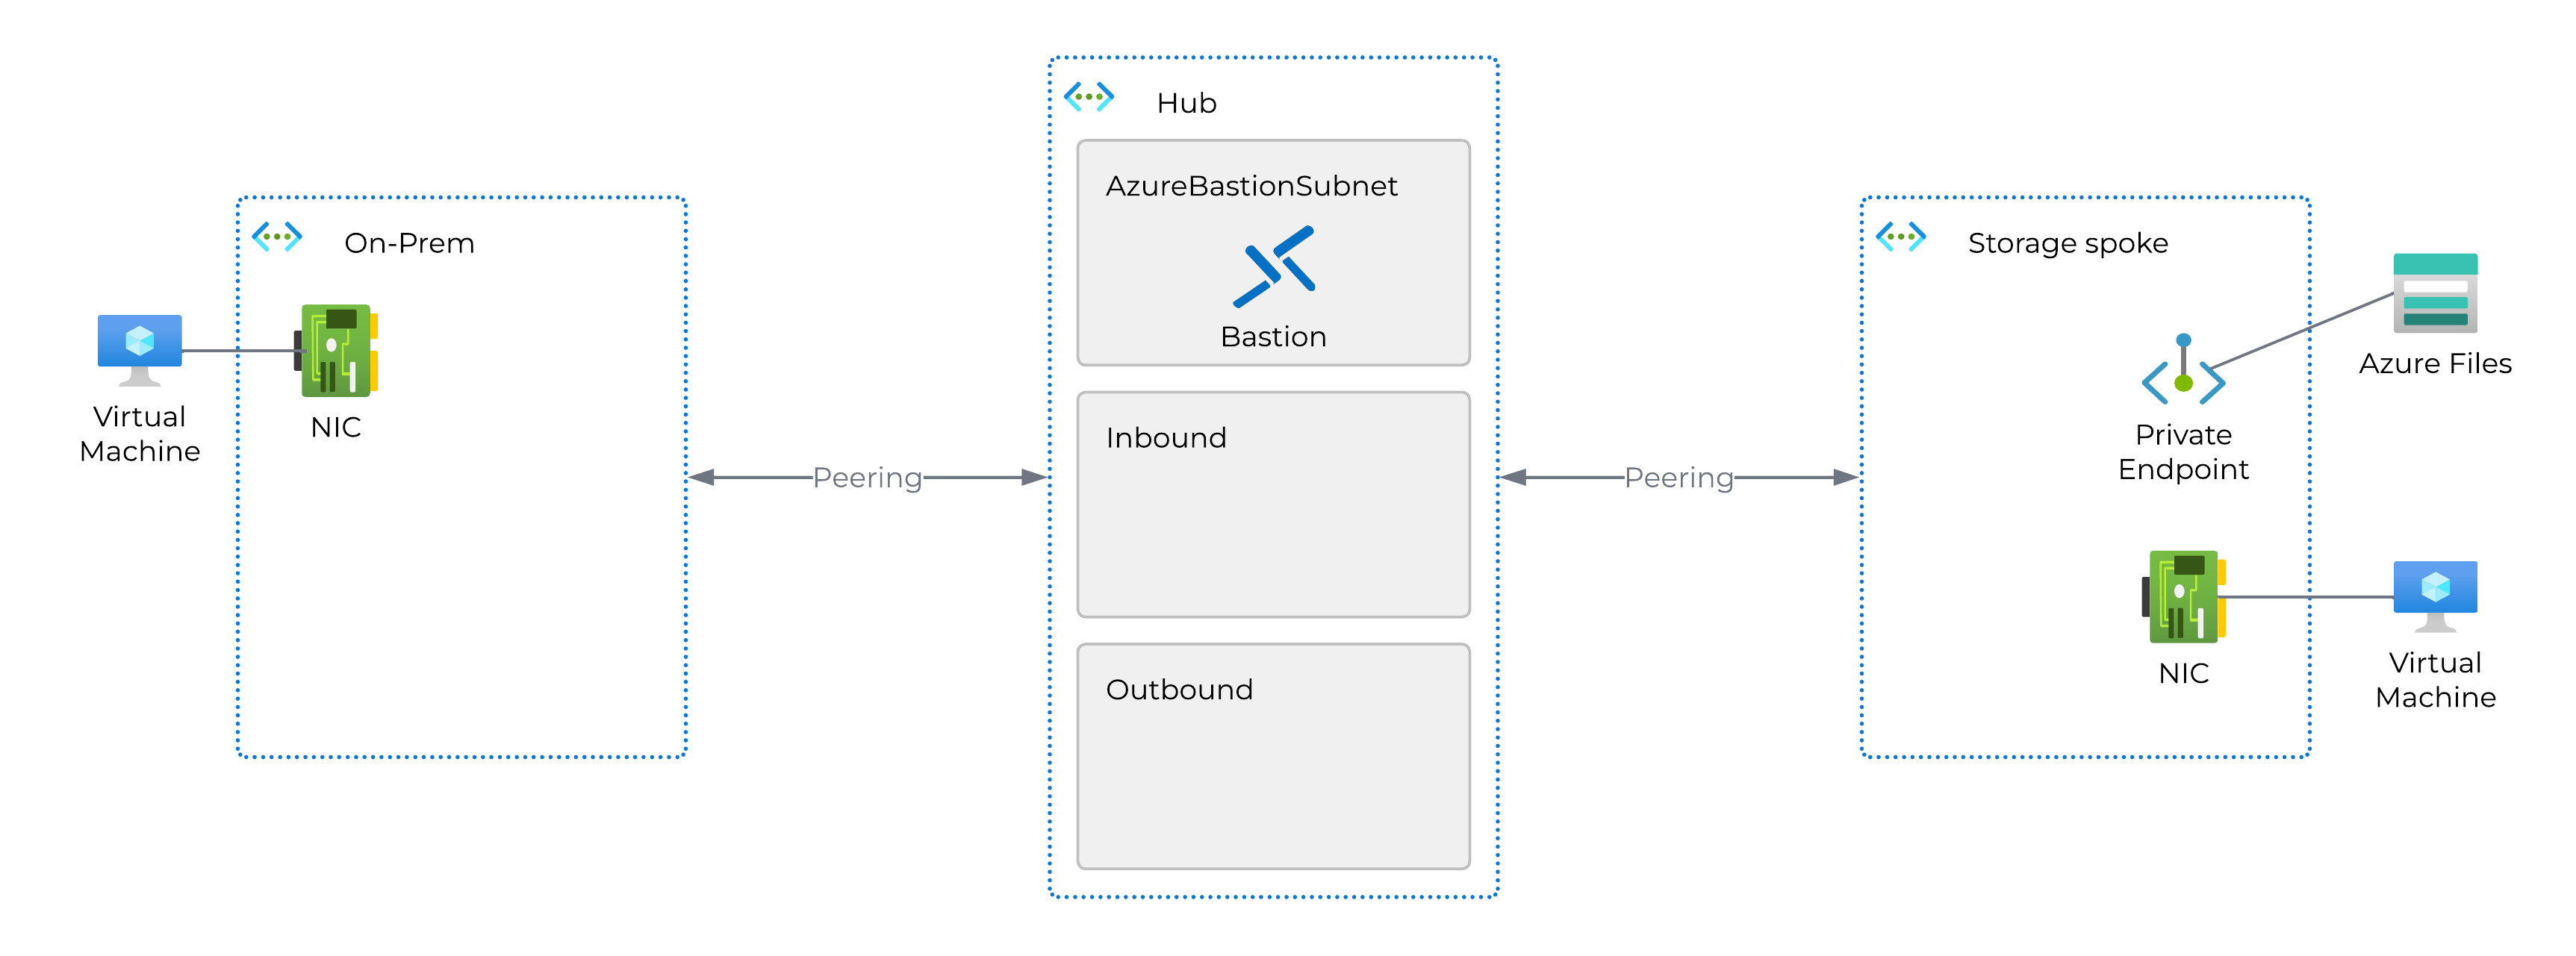 Hub
AzureBastionSubnet
Bastion
On-Prem
Virtual
Machine
NIC
Peering
Inbound
Outbound
Peering
Storage spoke
Azure Files
Private
Endpoint
NIC
Virtual
Machine